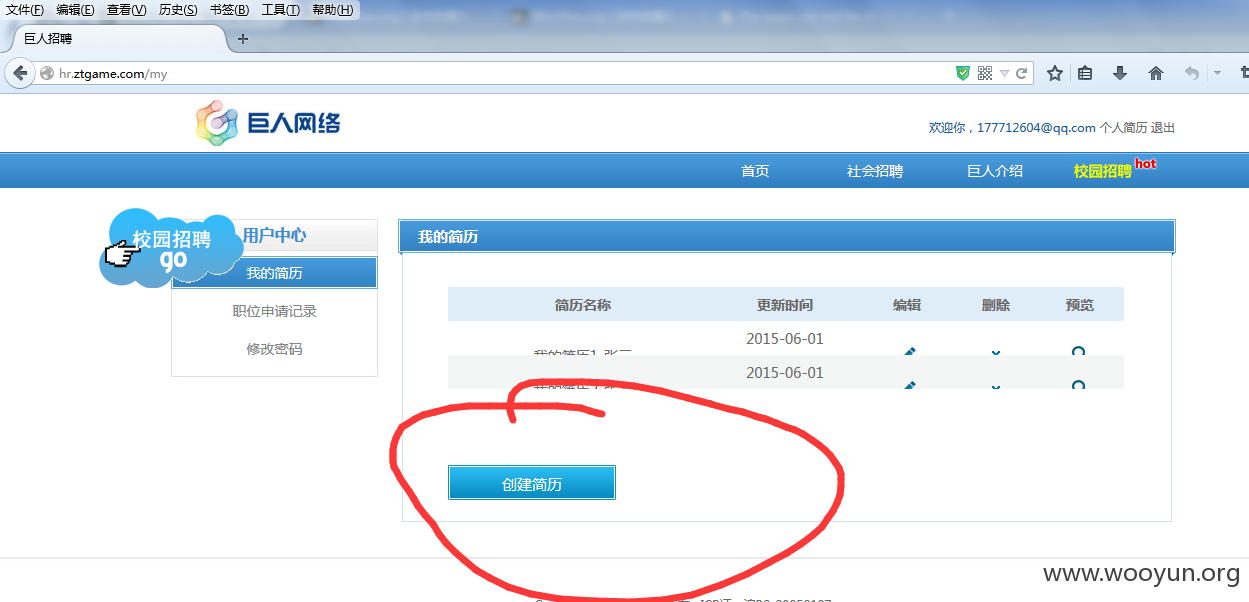 文件(F) 编辑(E) 查看(V) 历史(S) 书签(B) 工具(T) 帮助(H)
巨人招聘
hr.ztgame.com/my
巨人网络
欢迎你，177712604@qq.com 个人简历 退出
首页 社会招聘 巨人介绍 校园招聘 hot
校园招聘
go
用户中心
我的简历
职位申请记录
修改密码
我的简历
简历名称 更新时间 编辑 删除 预览
2015-06-01
2015-06-01
创建简历
www.wooyun.org